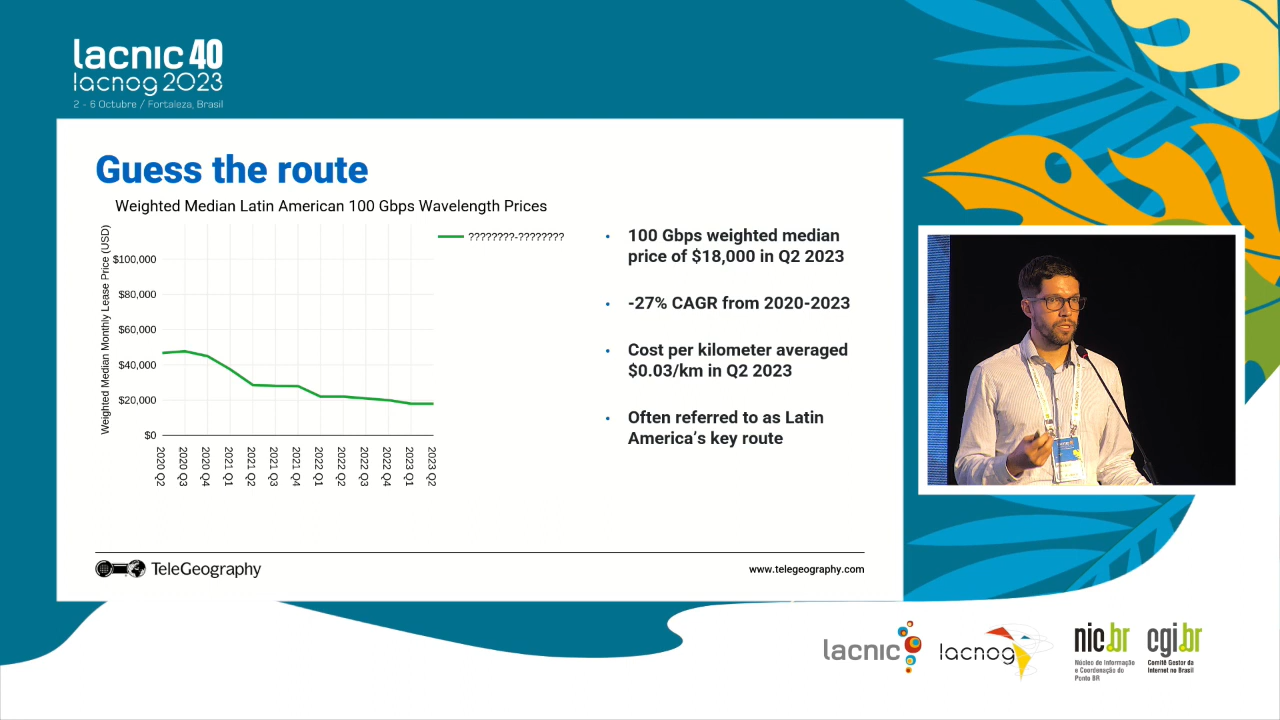 lacnic 40
lacnog 2023
2 - 6 Octubre / Fortaleza, Brasil
Guess the route
Weighted Median Latin American 100 Gbps Wavelength Prices
????????-????????
Weighted Median Monthly Lease Price (USD)
$100,000
$80,000
$60,000
$40,000
$20,000
$0
2020 Q2
2020 Q3
2020 Q4
2021 Q1
2021 Q2
2021 Q3
2021 Q4
2022 Q1
2022 Q2
2022 Q3
2022 Q4
2023 Q1
2023 Q2
• 100 Gbps weighted median
price of $18,000 in Q2 2023
• -27% CAGR from 2020-2023
• Cost per kilometer averaged
$0.03/km in Q2 2023
• Often referred to as Latin
America’s key route
TeleGeography
www.telegeography.com
lacnic
lacnog
nic.br
Núcleo de Informação
e Coordenação do
Ponto BR
cgi.br
Comitê Gestor da
Internet no Brasil